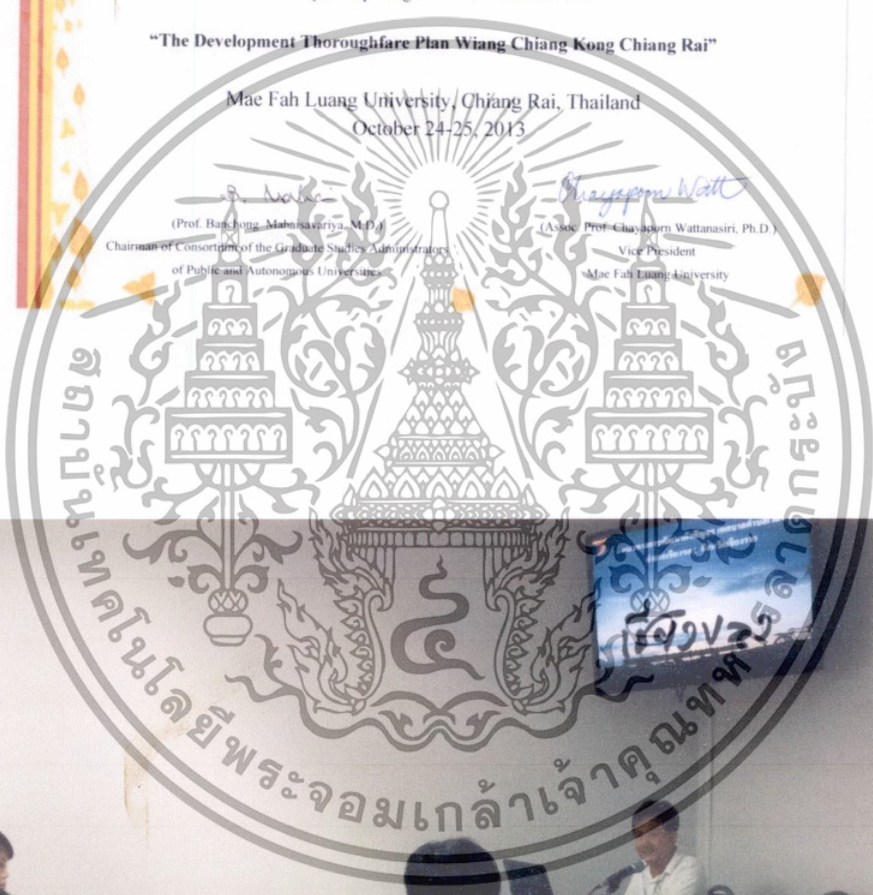 “The Development Thoroughfare Plan Wiang Chiang Kong Chiang Rai”
Mae Fah Luang University, Chiang Rai, Thailand
October 24-25, 2013
(Prof. Banchong Mahaisavariya, M.D.)
Chairman of Consortium of the Graduate Studies Administrators
of Public and Autonomous Universities
(Assoc. Prof. Chayaporn Wattanasiri, Ph.D.)
Vice President
Mae Fah Luang University
สถาบันเทคโนโลยีพระจอมเกล้าเจ้าคุณทหารลาดกระบัง
๔
เชียงของ